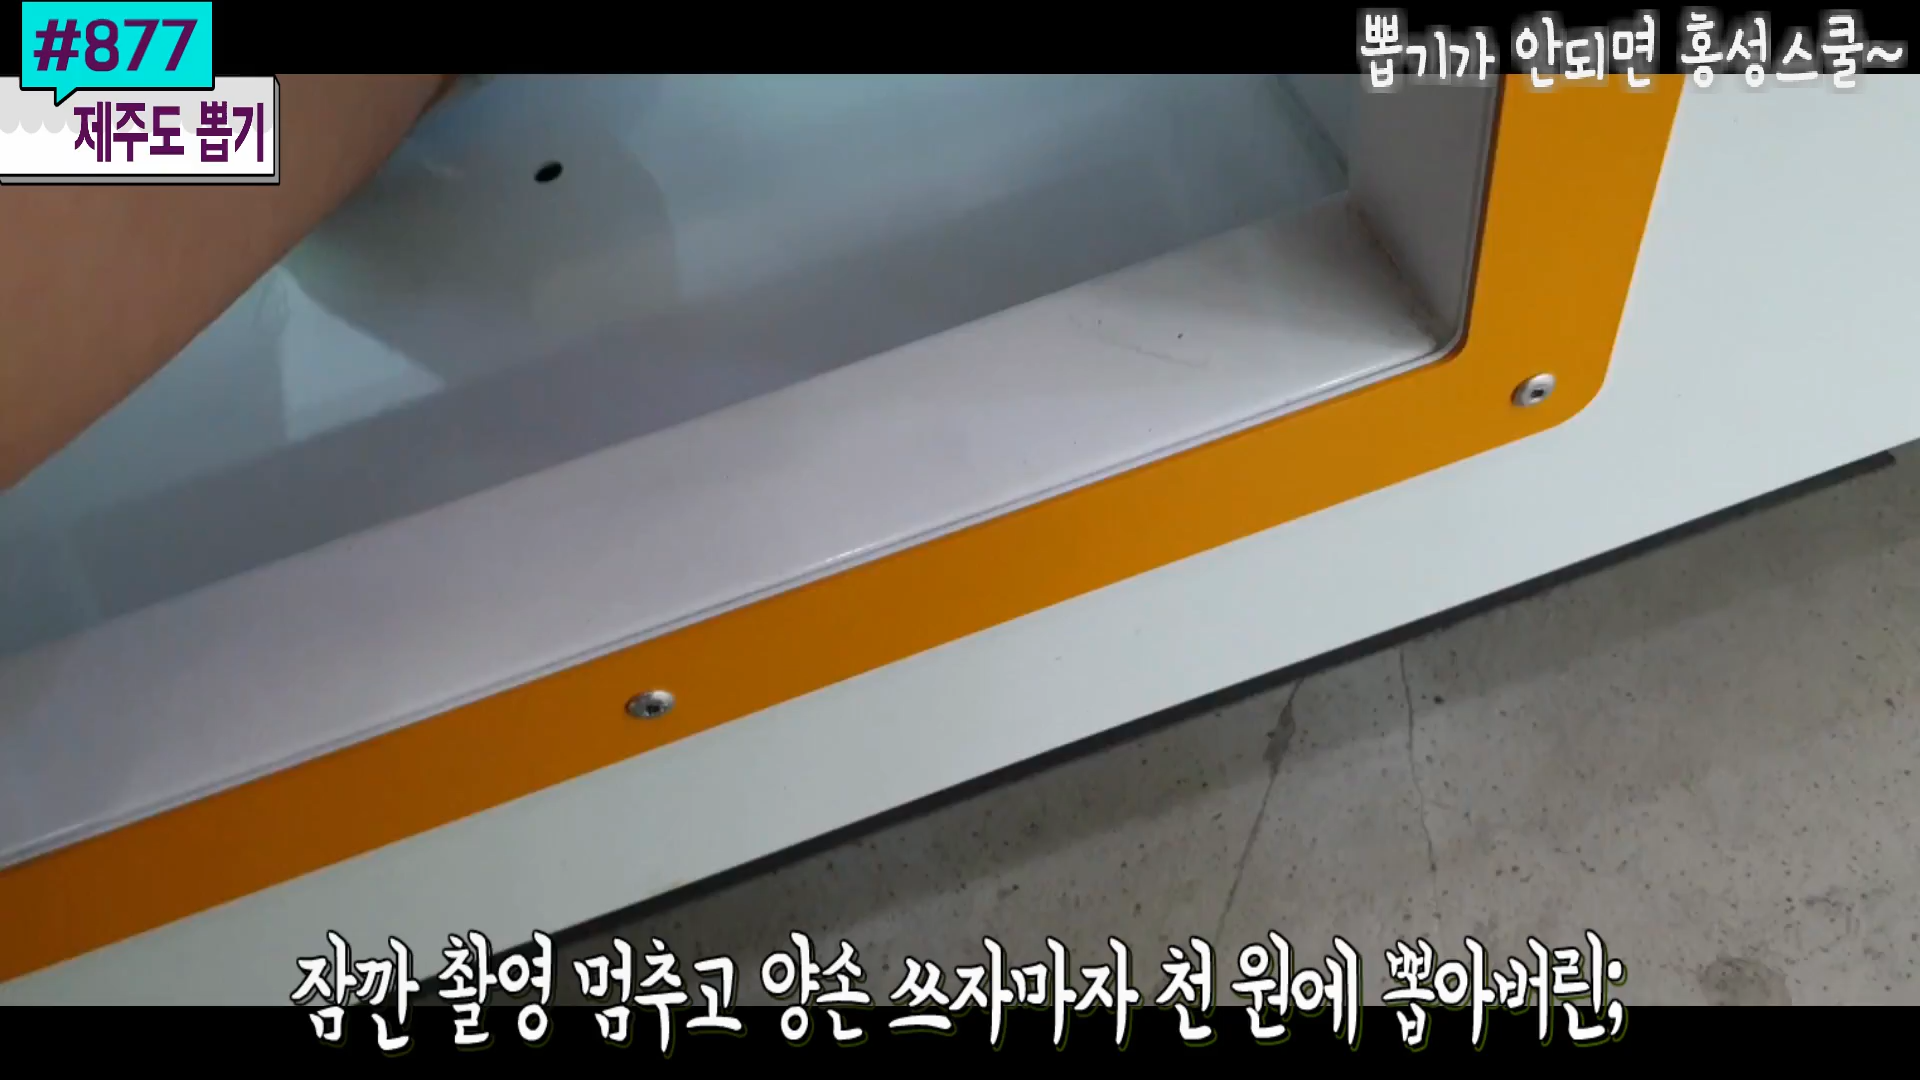 #877
제주도 뽑기
뽑기가 안되면 홍성스쿨~
잠깐 촬영 멈추고 양손 쓰자마자 천 원에 뽑아버린;